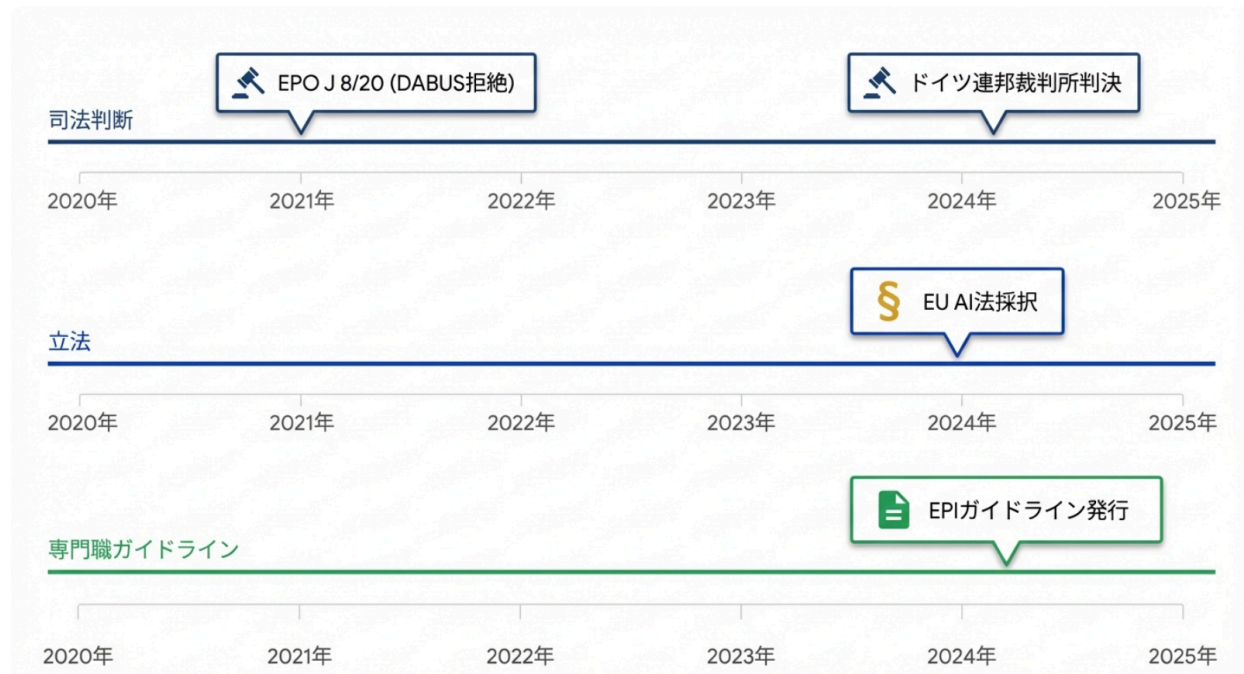 EPO J 8/20 (DABUS拒絶)
ドイツ連邦裁判所判決
司法判断
2020年 2021年 2022年 2023年 2024年 2025年
§ EU AI法採択
立法
2020年 2021年 2022年 2023年 2024年 2025年
EPIガイドライン発行
専門職ガイドライン
2020年 2021年 2022年 2023年 2024年 2025年